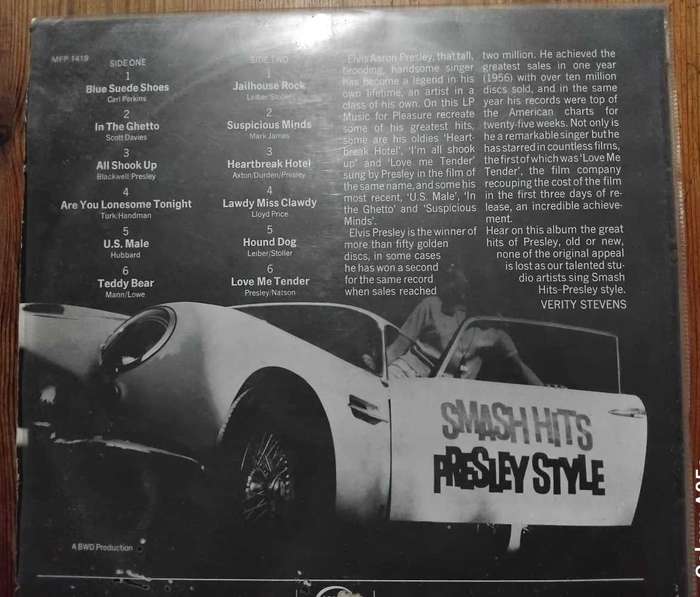 MFP 1419
SIDE ONE
1
Blue Suede Shoes
Carl Perkins
2
In The Ghetto
Scott Davies
3
All Shook Up
Blackwell/Presley
4
Are You Lonesome Tonight
Turk/Handman
5
U.S. Male
Hubbard
6
Teddy Bear
Mann/Lowe
SIDE TWO
1
Jailhouse Rock
Leiber/Stoller
2
Suspicious Minds
Mark James
3
Heartbreak Hotel
Axton/Durden/Presley
4
Lawdy Miss Clawdy
Lloyd Price
5
Hound Dog
Leiber/Stoller
6
Love Me Tender
Presley/Matson
Elvis Aaron Presley, that tall,
brooding, handsome singer
has become a legend in his
own lifetime, an artist in a
class of his own. On this LP
Music for Pleasure recreate
some of his greatest hits,
some are his oldies 'Heart-
break Hotel', 'I'm all shook
up' and 'Love me Tender'
sung by Presley in the film of
the same name, and some his
most recent, 'U.S. Male', 'In
the Ghetto' and 'Suspicious
Minds'.
Elvis Presley is the winner of
more than fifty golden
discs, in some cases
he has won a second
for the same record
when sales reached
two million. He achieved the
greatest sales in one year
(1956) with over ten million
discs sold, and in the same
year his records were top of
the American charts for
twenty-five weeks. Not only is
he a remarkable singer but he
has starred in countless films,
the first of which was 'Love Me
Tender', the film company
recouping the cost of the film
in the first three days of re-
lease, an incredible achieve-
ment.
Hear on this album the great
hits of Presley, old or new,
none of the original appeal
is lost as our talented stu-
dio artists sing Smash
Hits-Presley style.
VERITY STEVENS
SMASH HITS
PRESLEY STYLE
A BWD Production